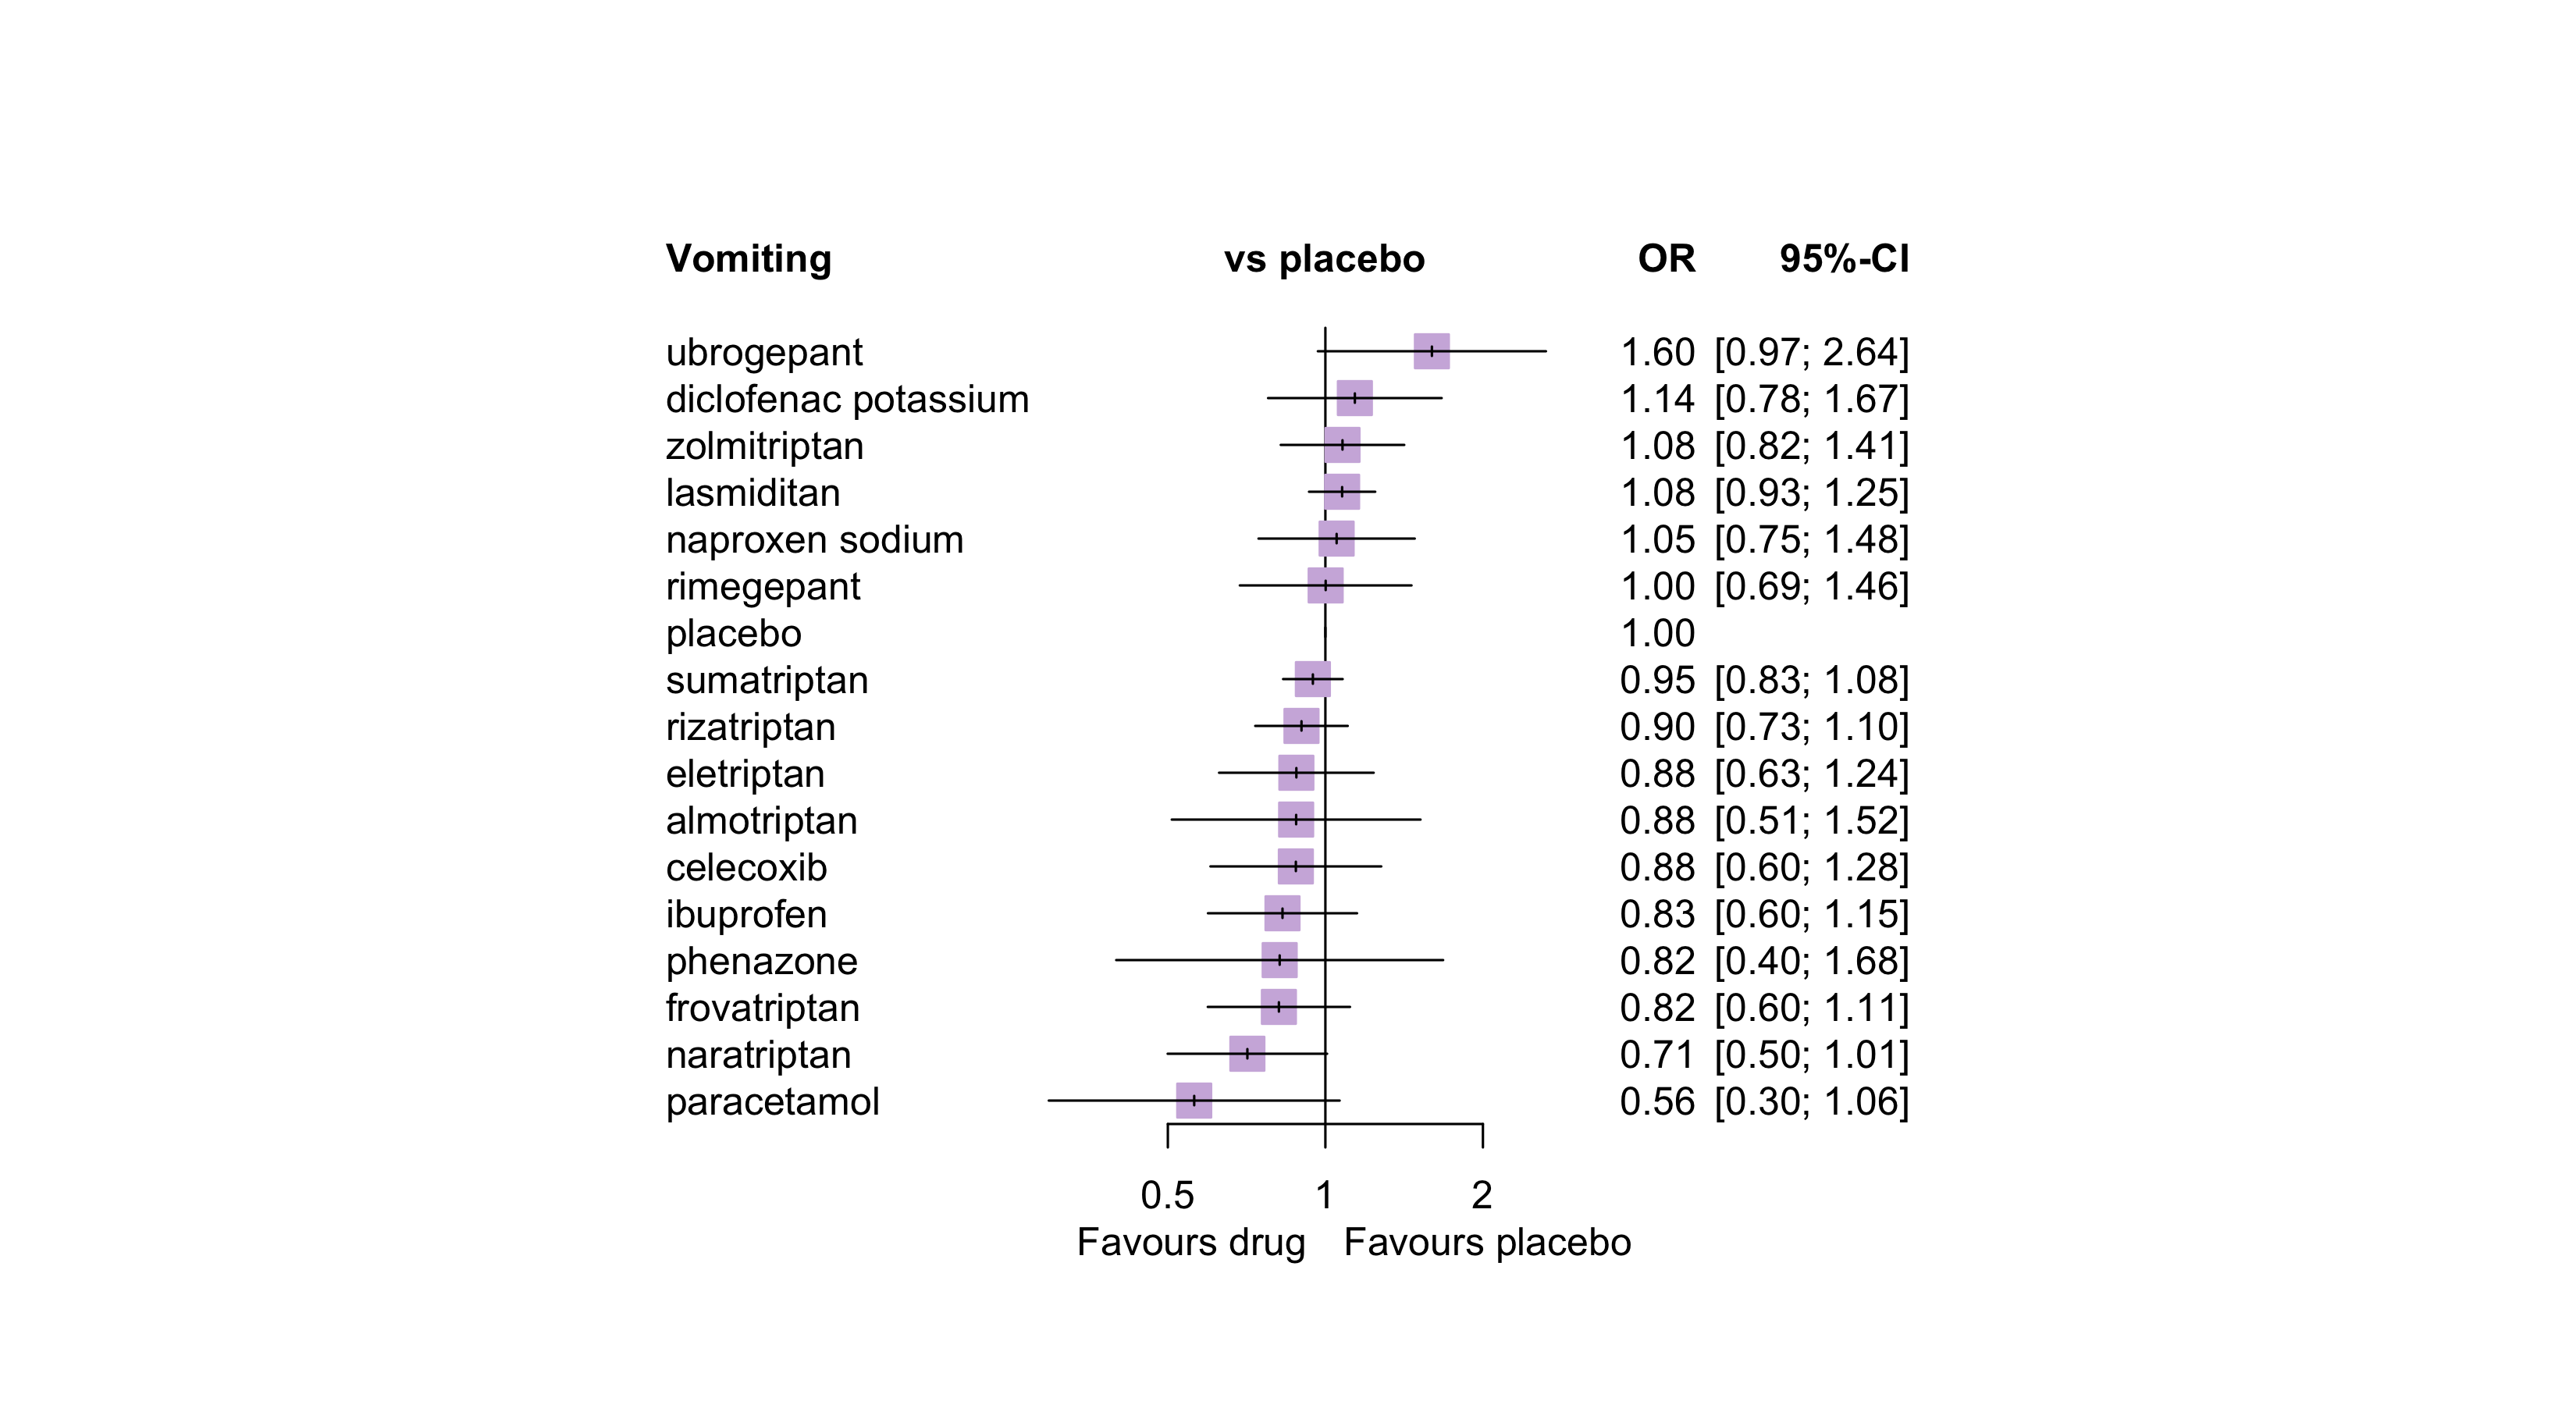 Vomiting vs placebo OR 95%-CI
ubrogepant 1.60 [0.97; 2.64]
diclofenac potassium 1.14 [0.78; 1.67]
zolmitriptan 1.08 [0.82; 1.41]
lasmiditan 1.08 [0.93; 1.25]
naproxen sodium 1.05 [0.75; 1.48]
rimegepant 1.00 [0.69; 1.46]
placebo 1.00
sumatriptan 0.95 [0.83; 1.08]
rizatriptan 0.90 [0.73; 1.10]
eletriptan 0.88 [0.63; 1.24]
almotriptan 0.88 [0.51; 1.52]
celecoxib 0.88 [0.60; 1.28]
ibuprofen 0.83 [0.60; 1.15]
phenazone 0.82 [0.40; 1.68]
frovatriptan 0.82 [0.60; 1.11]
naratriptan 0.71 [0.50; 1.01]
paracetamol 0.56 [0.30; 1.06]
0.5 1 2
Favours drug Favours placebo